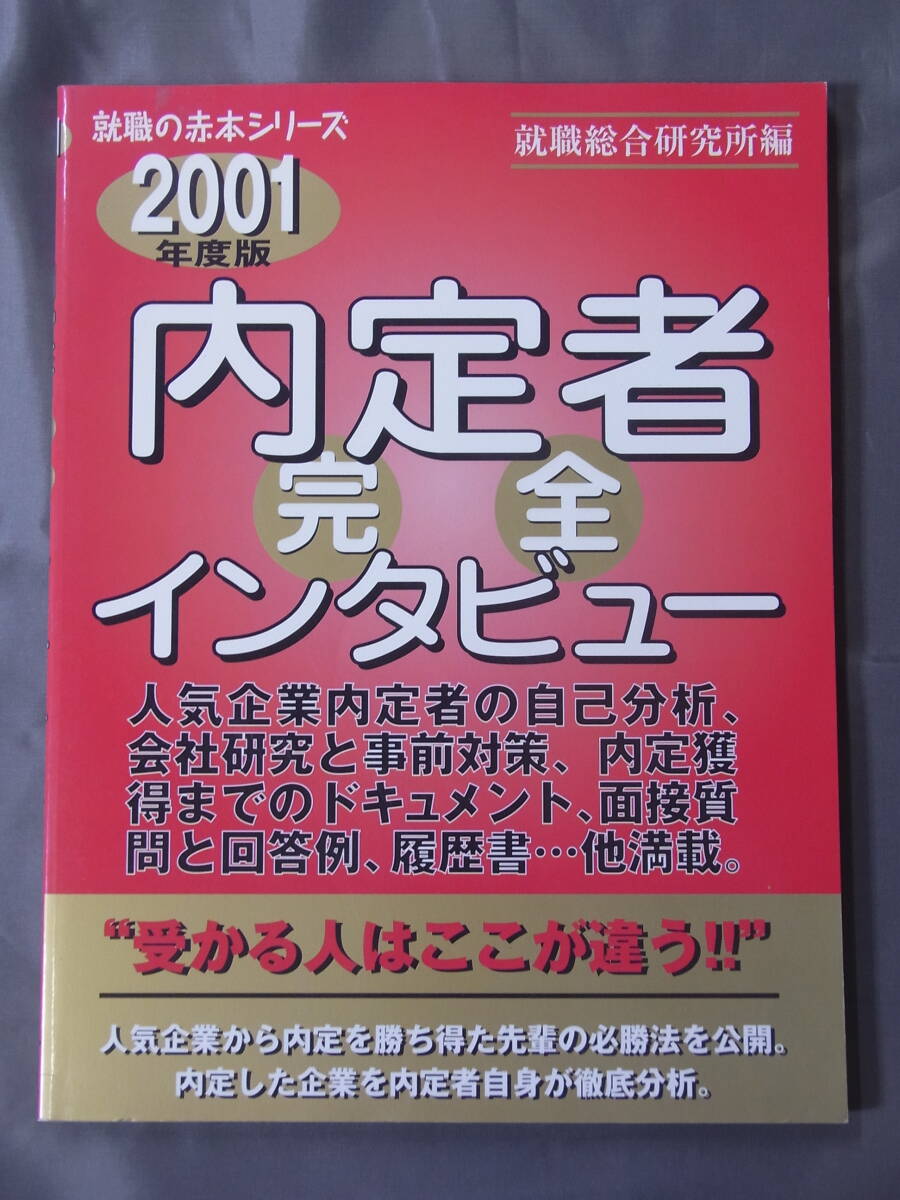 就職の赤本シリーズ
就職総合研究所編
2001
年度版
内定者
完全
インタビュー
人気企業内定者の自己分析、
会社研究と事前対策、内定獲
得までのドキュメント、面接質
問と回答例、履歴書…他満載。
“受かる人はここが違う!!”
人気企業から内定を勝ち得た先輩の必勝法を公開。
内定した企業を内定者自身が徹底分析。